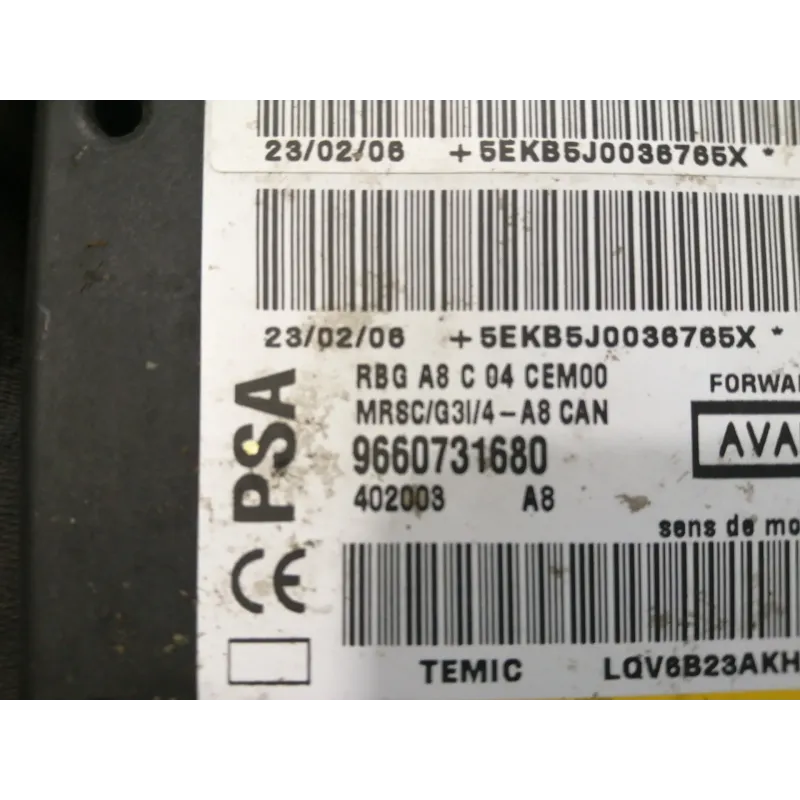 23/02/06 +5EKB5J0036765X*
23/02/06 +5EKB5J0036765X*
PSA
RBG A8 C 04 CEM00
MRSC/G3I/4-A8 CAN
9660731680
402003 A8
FORWA
AVA
sens de mo
CE
TEMIC LQV6B23AKH